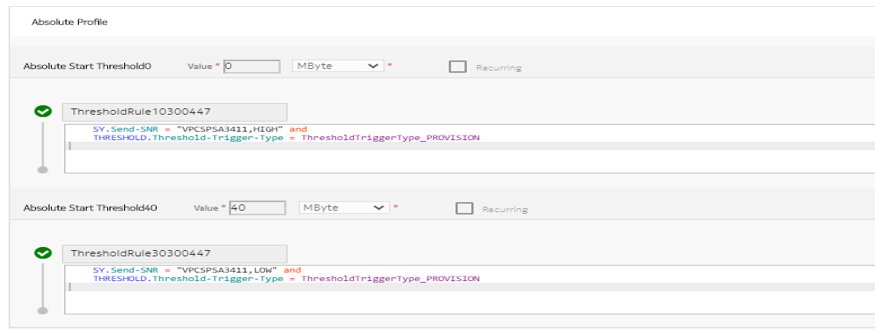 Absolute Profile
Absolute Start Threshold0 Value * 0 MByte * Recurring
ThresholdRule10300447
SY.Send-SNR = "VPCSPSA3411,HIGH" and
THRESHOLD.Threshold-Trigger-Type = ThresholdTriggerType_PROVISION
Absolute Start Threshold40 Value * 40 MByte * Recurring
ThresholdRule30300447
SY.Send-SNR = "VPCSPSA3411,LOW" and
THRESHOLD.Threshold-Trigger-Type = ThresholdTriggerType_PROVISION